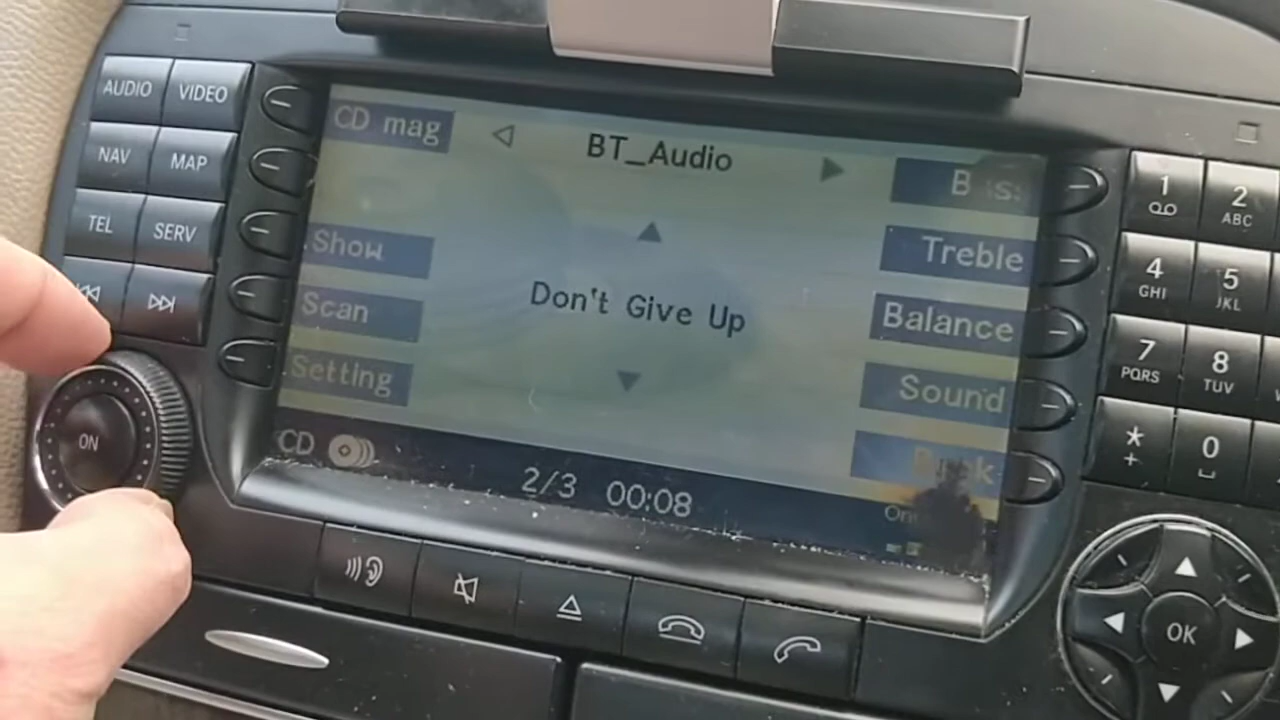 AUDIO
VIDEO
NAV
MAP
TEL
SERV
ON
CD mag
BT_Audio
Show
Scan
Setting
Don't Give Up
Treble
Balance
Sound
CD
2/3 00:08
1
2
ABC
4
GHI
5
JKL
7
PQRS
8
TUV
*
+
0
OK